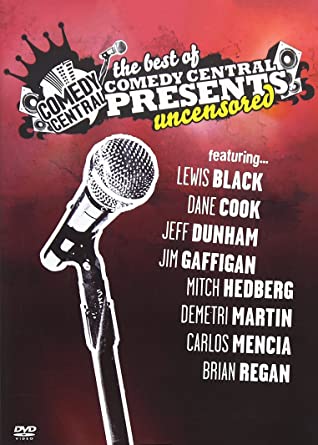 COMEDY
CENTRAL
the best of
COMEDY CENTRAL
PRESENTS
uncensored
featuring...
LEWIS BLACK
DANE COOK
JEFF DUNHAM
JIM GAFFIGAN
MITCH HEDBERG
DEMETRI MARTIN
CARLOS MENCIA
BRIAN REGAN
DVD
VIDEO